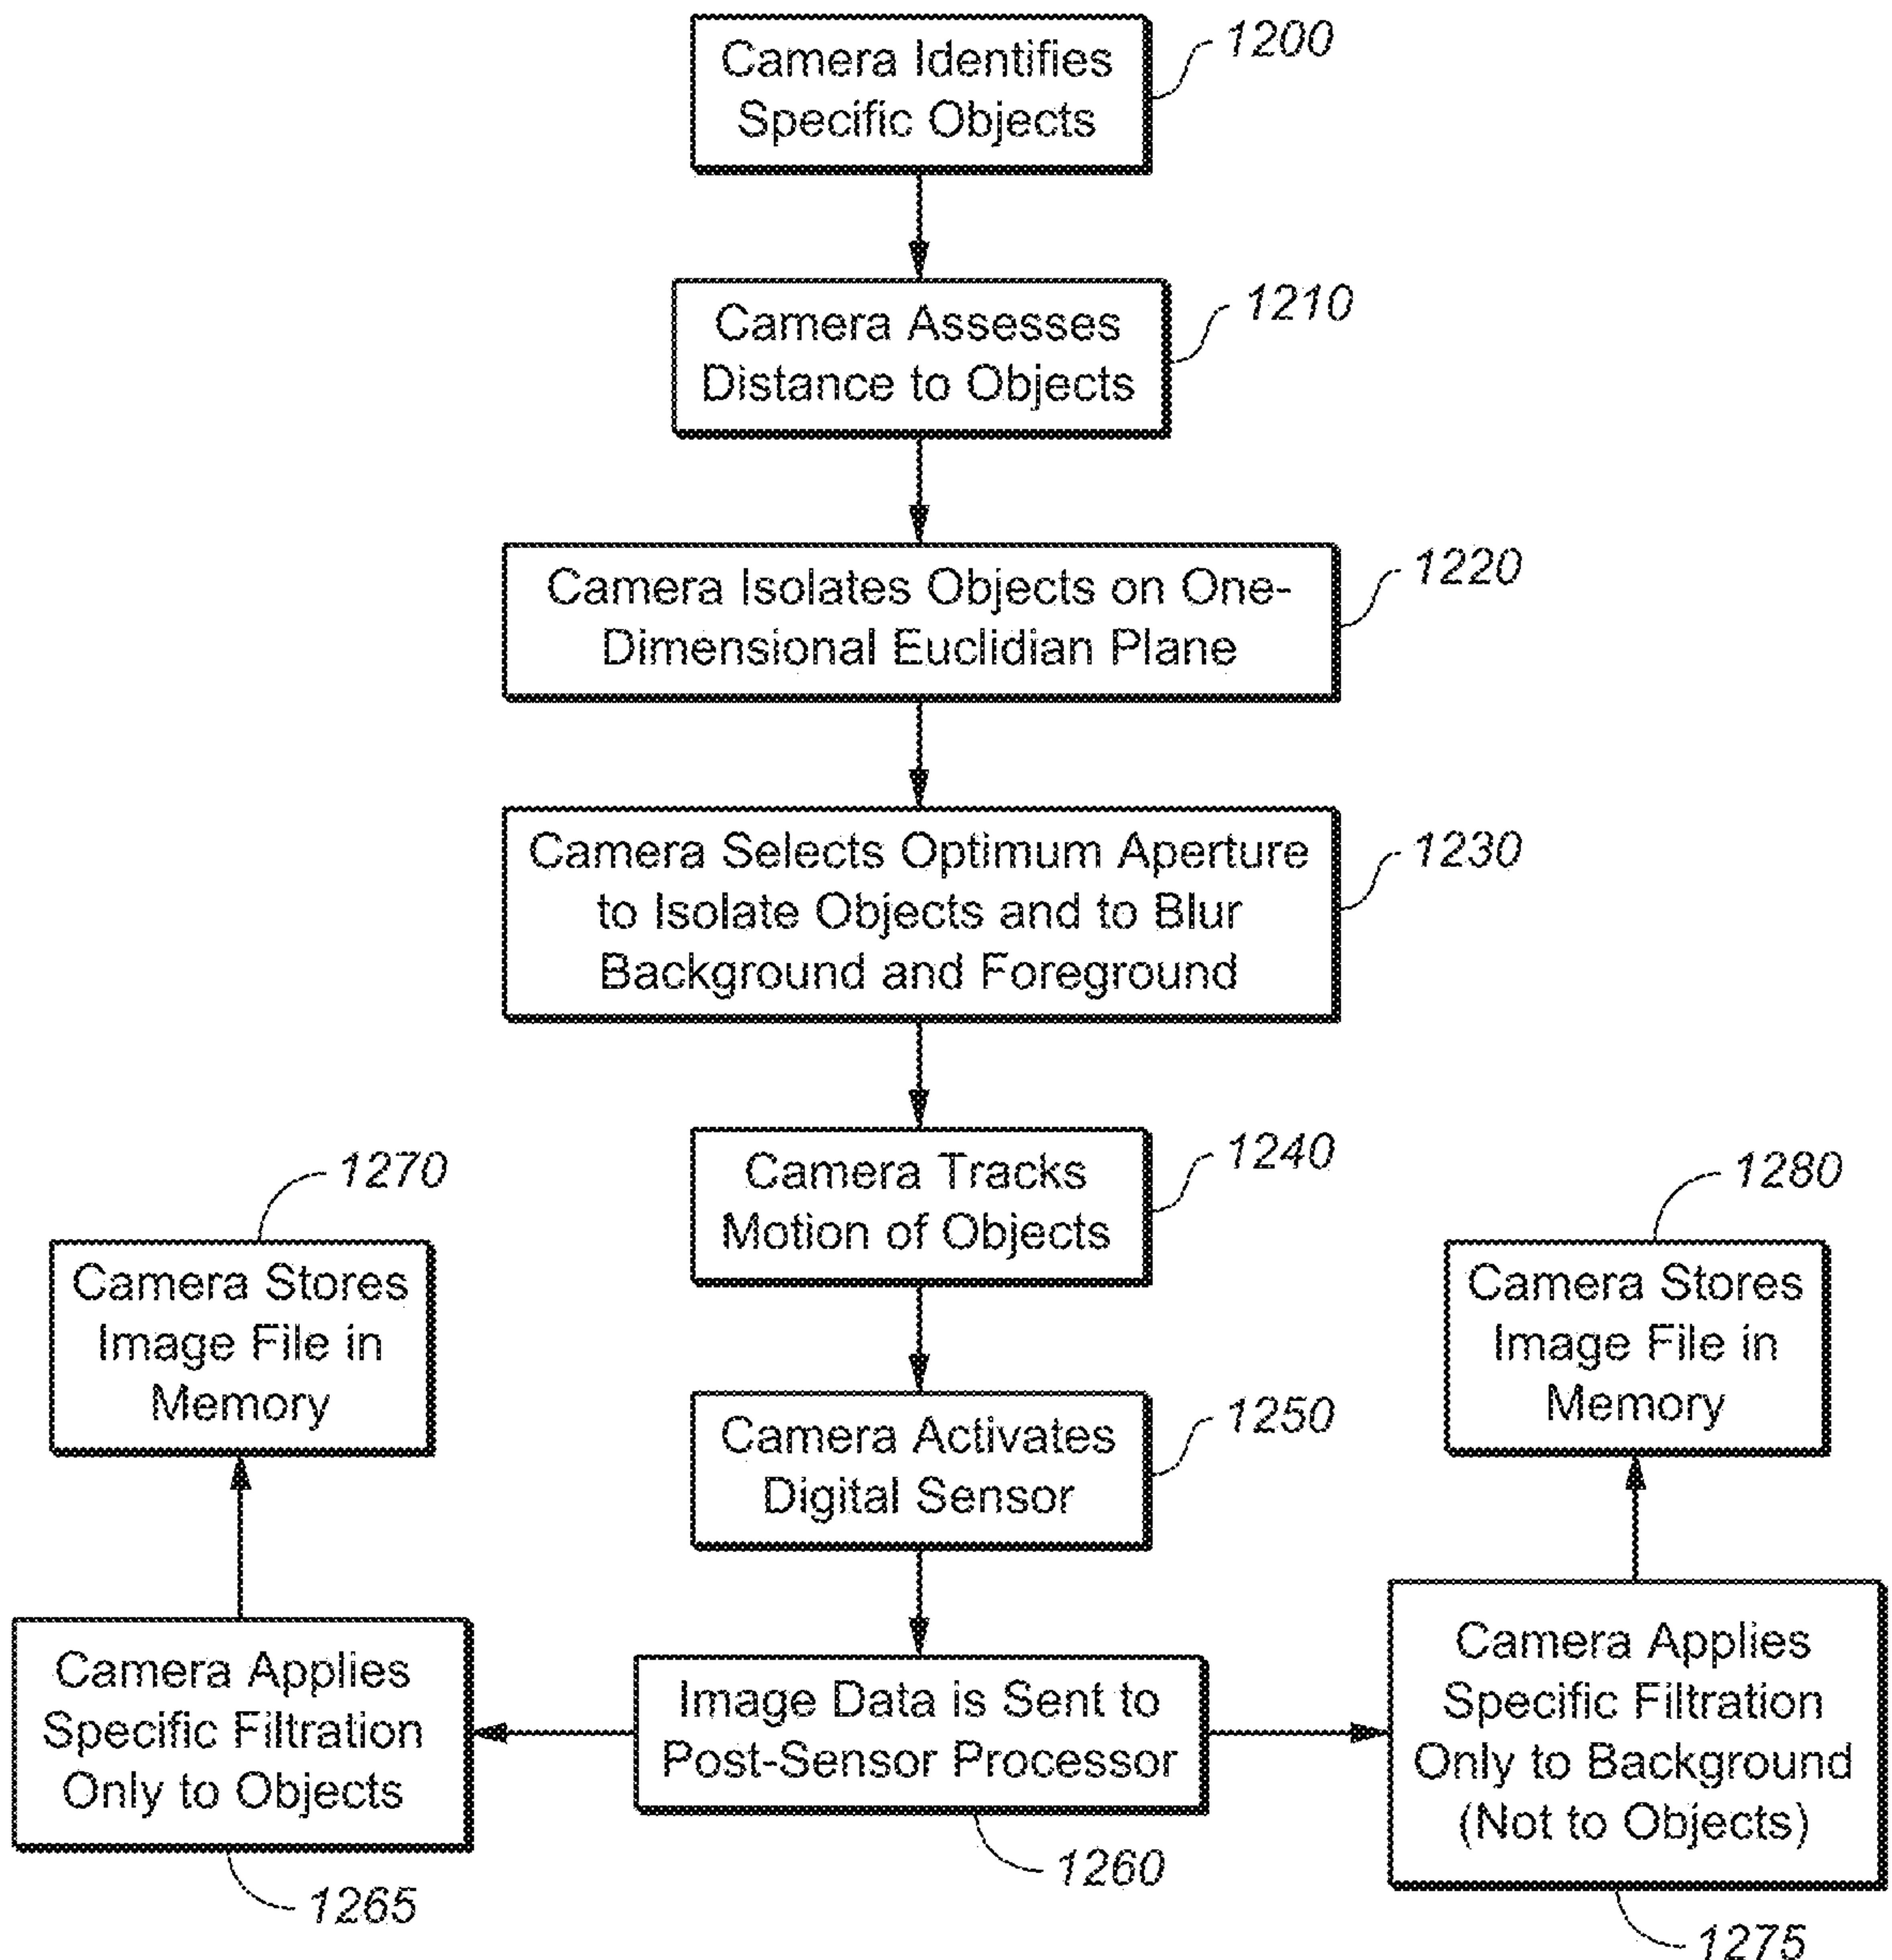 Camera Identifies
Specific Objects
1200
Camera Assesses
Distance to Objects
1210
Camera Isolates Objects on One-
Dimensional Euclidian Plane
1220
Camera Selects Optimum Aperture
to Isolate Objects and to Blur
Background and Foreground
1230
Camera Tracks
Motion of Objects
1240
Camera Activates
Digital Sensor
1250
Image Data is Sent to
Post-Sensor Processor
1260
Camera Applies
Specific Filtration
Only to Objects
1265
Camera Stores
Image File in
Memory
1270
Camera Applies
Specific Filtration
Only to Background
(Not to Objects)
1275
Camera Stores
Image File in
Memory
1280